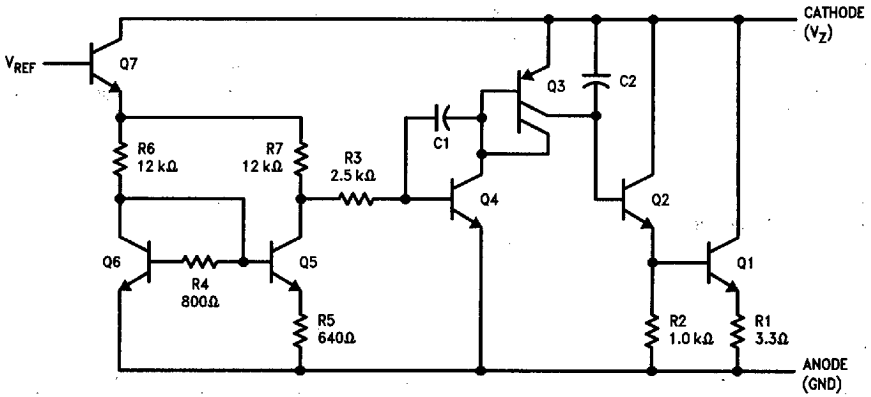 CATHODE
(VZ)
VREF
Q7
Q3
C2
C1
R6
12 kΩ
R7
12 kΩ
R3
2.5 kΩ
Q4
Q2
Q6
R4
800Ω
Q5
Q1
R5
640Ω
R2
1.0 kΩ
R1
3.3Ω
ANODE
(GND)